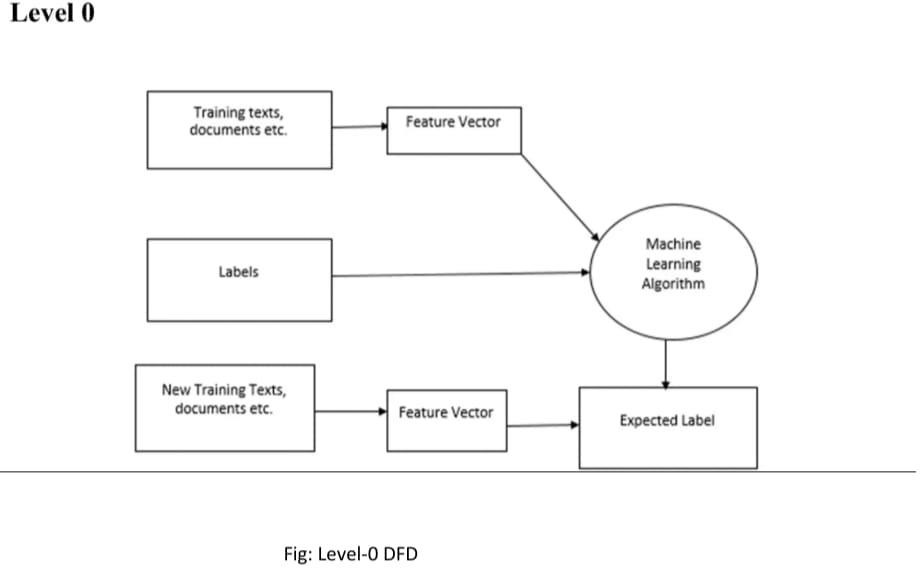 Level 0
Training texts,
documents etc.
Feature Vector
Labels
Machine
Learning
Algorithm
New Training Texts,
documents etc.
Feature Vector
Expected Label
Fig: Level-0 DFD